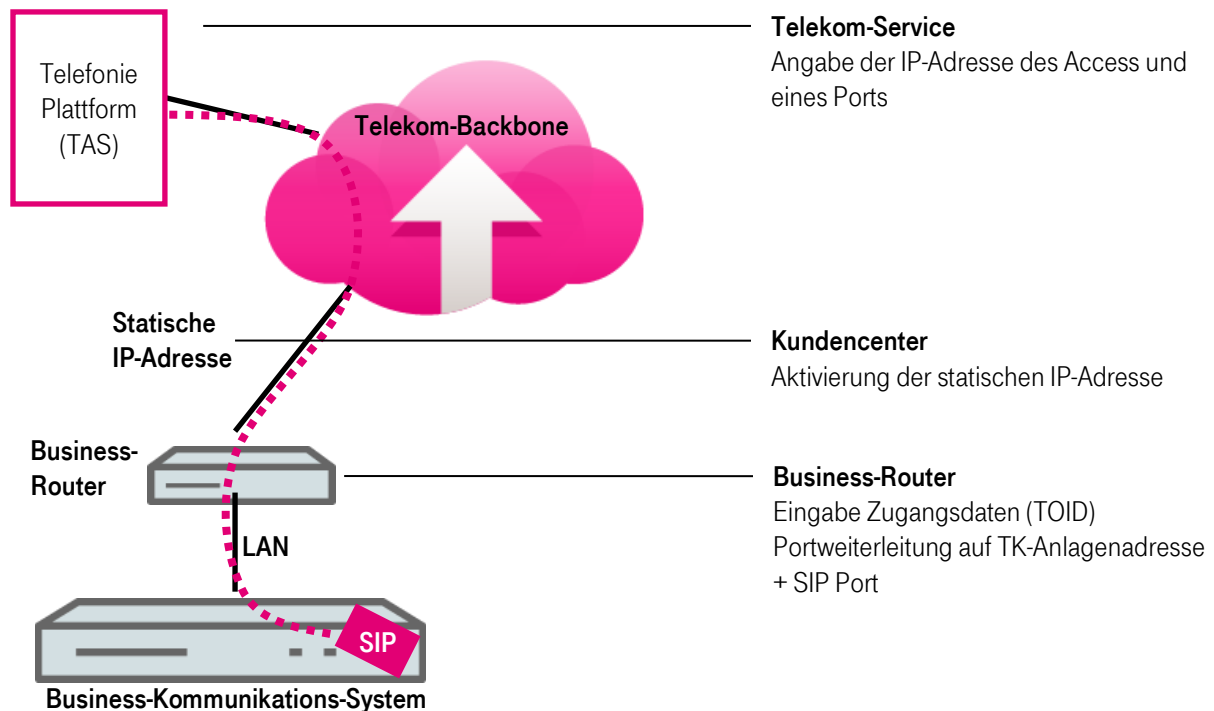 Telefonie
Plattform
(TAS)
Telekom-Service
Angabe der IP-Adresse des Access und
eines Ports
Telekom-Backbone
Statische
IP-Adresse
Kundencenter
Aktivierung der statischen IP-Adresse
Business-
Router
Business-Router
Eingabe Zugangsdaten (TOID)
Portweiterleitung auf TK-Anlagenadresse
+ SIP Port
LAN
SIP
Business-Kommunikations-System